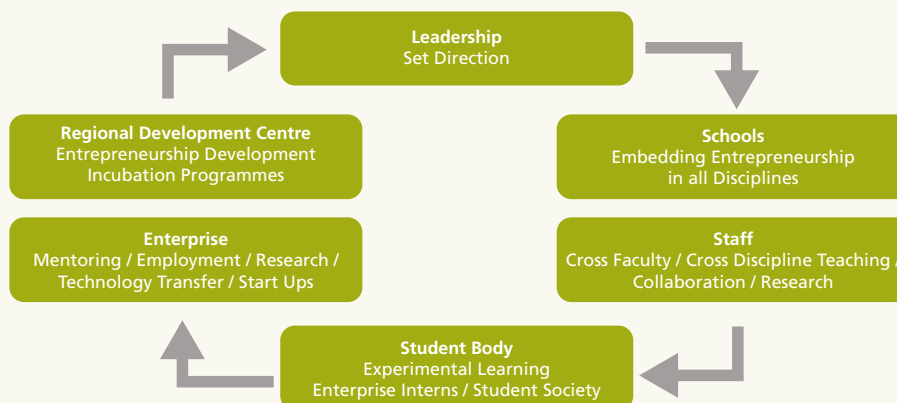 Leadership
Set Direction
Regional Development Centre
Entrepreneurship Development
Incubation Programmes
Schools
Embedding Entrepreneurship
in all Disciplines
Enterprise
Mentoring / Employment / Research /
Technology Transfer / Start Ups
Staff
Cross Faculty / Cross Discipline Teaching /
Collaboration / Research
Student Body
Experimental Learning
Enterprise Interns / Student Society